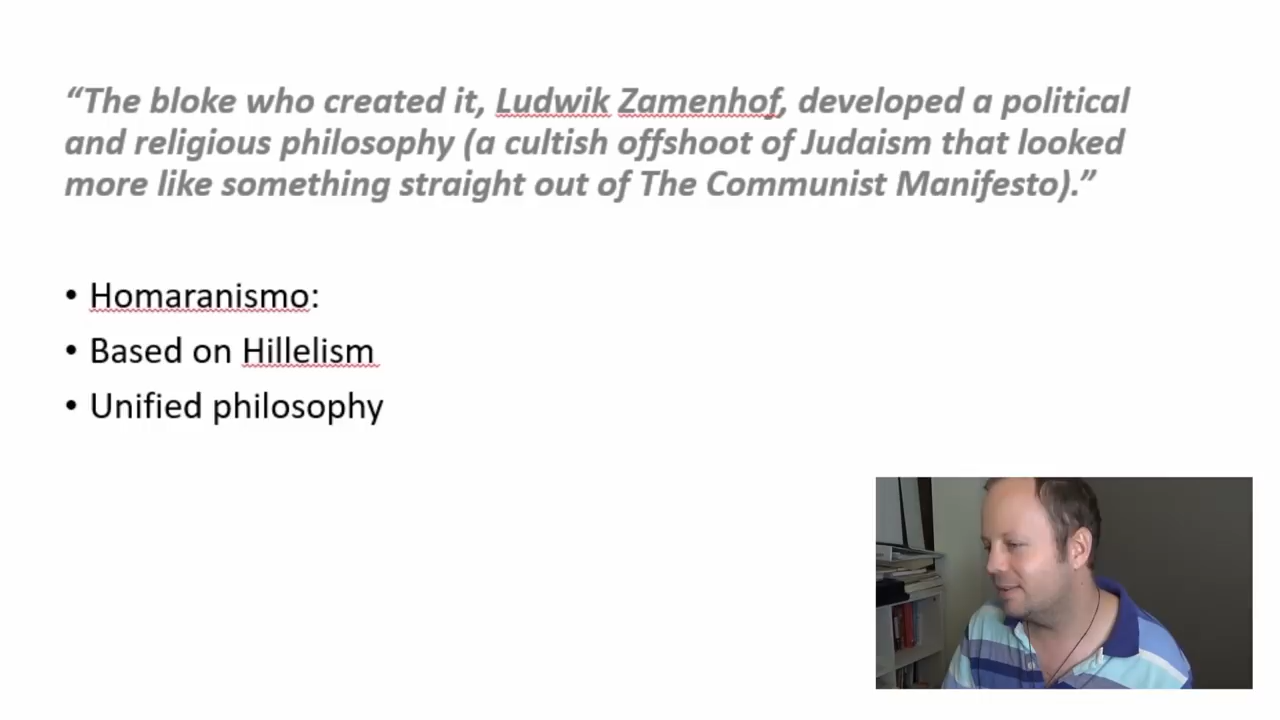 “The bloke who created it, Ludwik Zamenhof, developed a political
and religious philosophy (a cultish offshoot of Judaism that looked
more like something straight out of The Communist Manifesto).”
• Homaranismo:
• Based on Hillelism
• Unified philosophy